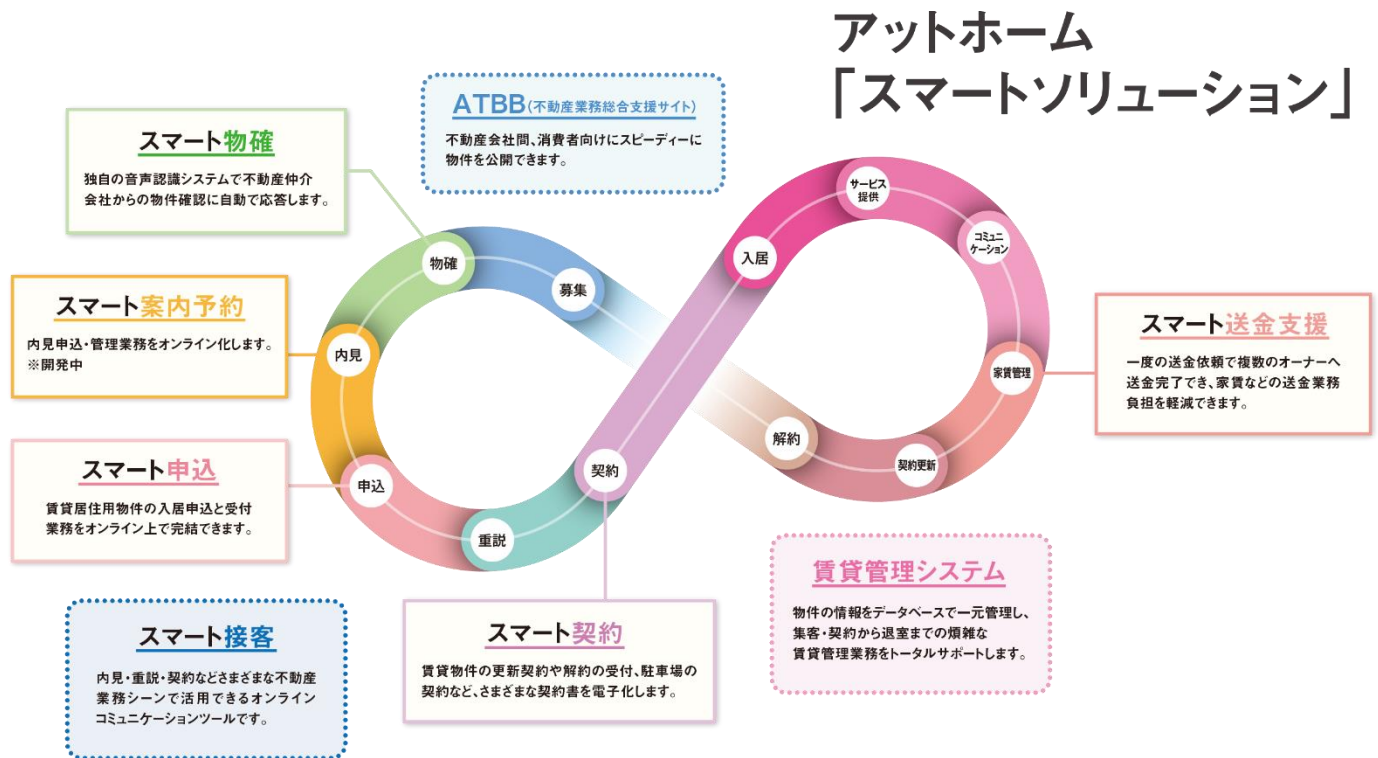 アットホーム
「スマートソリューション」
ATBB(不動産業務総合支援サイト)
不動産会社間、消費者向けにスピーディーに
物件を公開できます。
スマート物確
独自の音声認識システムで不動産仲介
会社からの物件確認に自動で応答します。
スマート案内予約
内見申込・管理業務をオンライン化します。
※開発中
スマート申込
賃貸居住用物件の入居申込と受付
業務をオンライン上で完結できます。
スマート接客
内見・重説・契約などさまざまな不動産
業務シーンで活用できるオンライン
コミュニケーションツールです。
スマート契約
賃貸物件の更新契約や解約の受付、駐車場の
契約など、さまざまな契約書を電子化します。
賃貸管理システム
物件の情報をデータベースで一元管理し、
集客・契約から退室までの煩雑な
賃貸管理業務をトータルサポートします。
スマート送金支援
一度の送金依頼で複数のオーナーへ
送金完了でき、家賃などの送金業務
負担を軽減できます。
募集
物確
内見
申込
重説
契約
入居
サービス
提供
コミュニ
ケーション
家賃管理
契約更新
解約